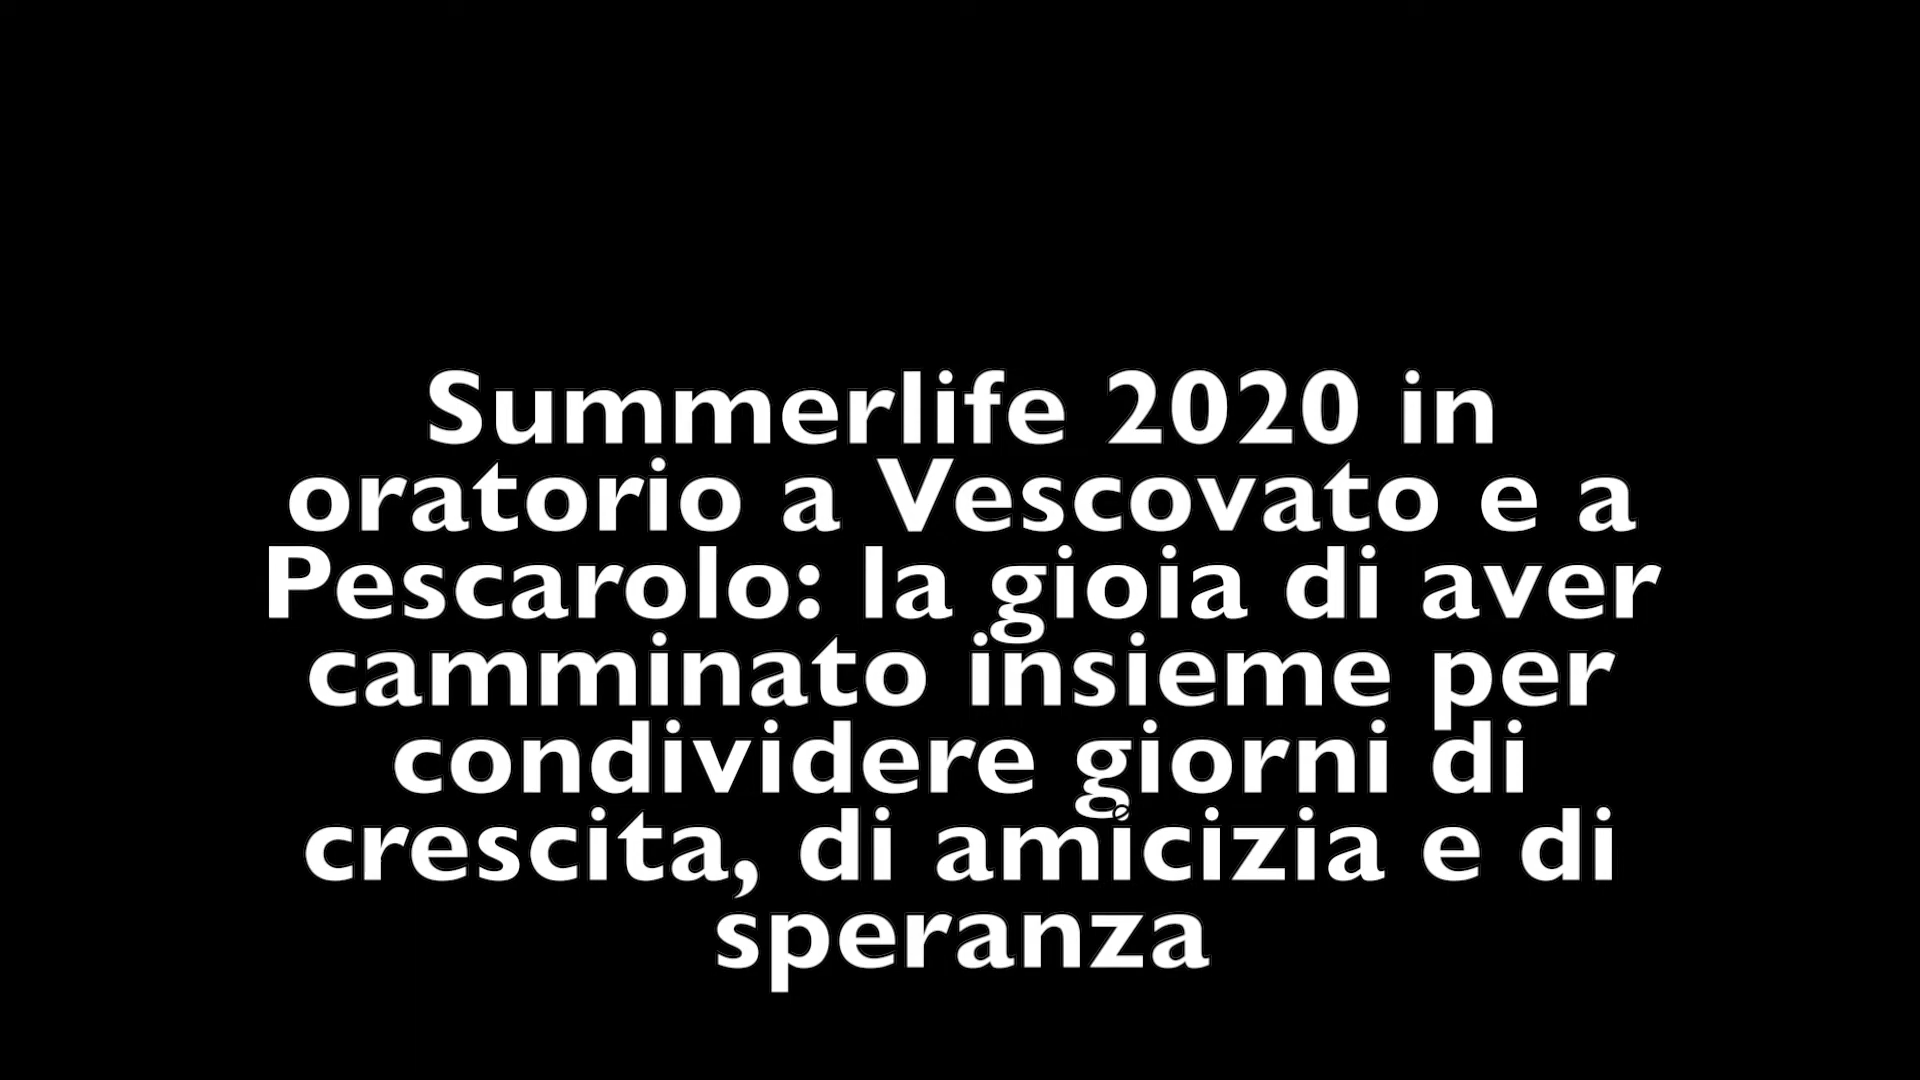 Summerlife 2020 in
oratorio a Vescovato e a
Pescarolo: la gioia di aver
camminato insieme per
condividere giorni di
crescita, di amicizia e di
speranza